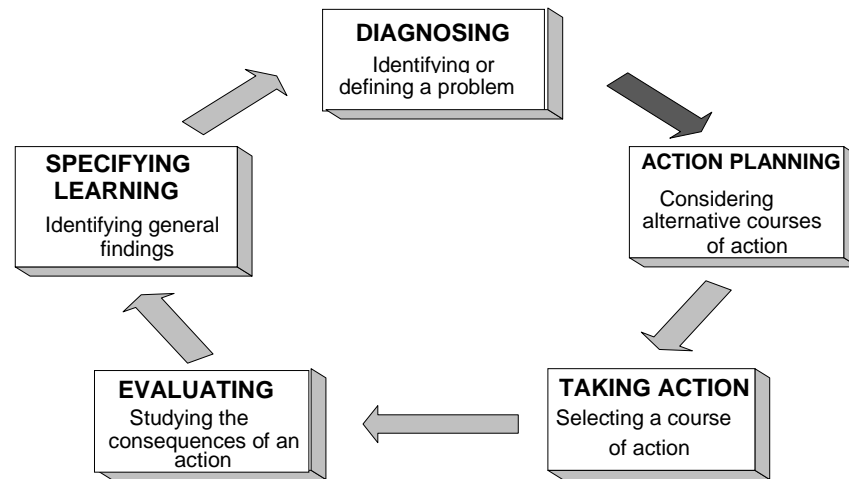 DIAGNOSING
Identifying or
defining a problem
ACTION PLANNING
Considering
alternative courses
of action
TAKING ACTION
Selecting a course
of action
EVALUATING
Studying the
consequences of an
action
SPECIFYING
LEARNING
Identifying general
findings